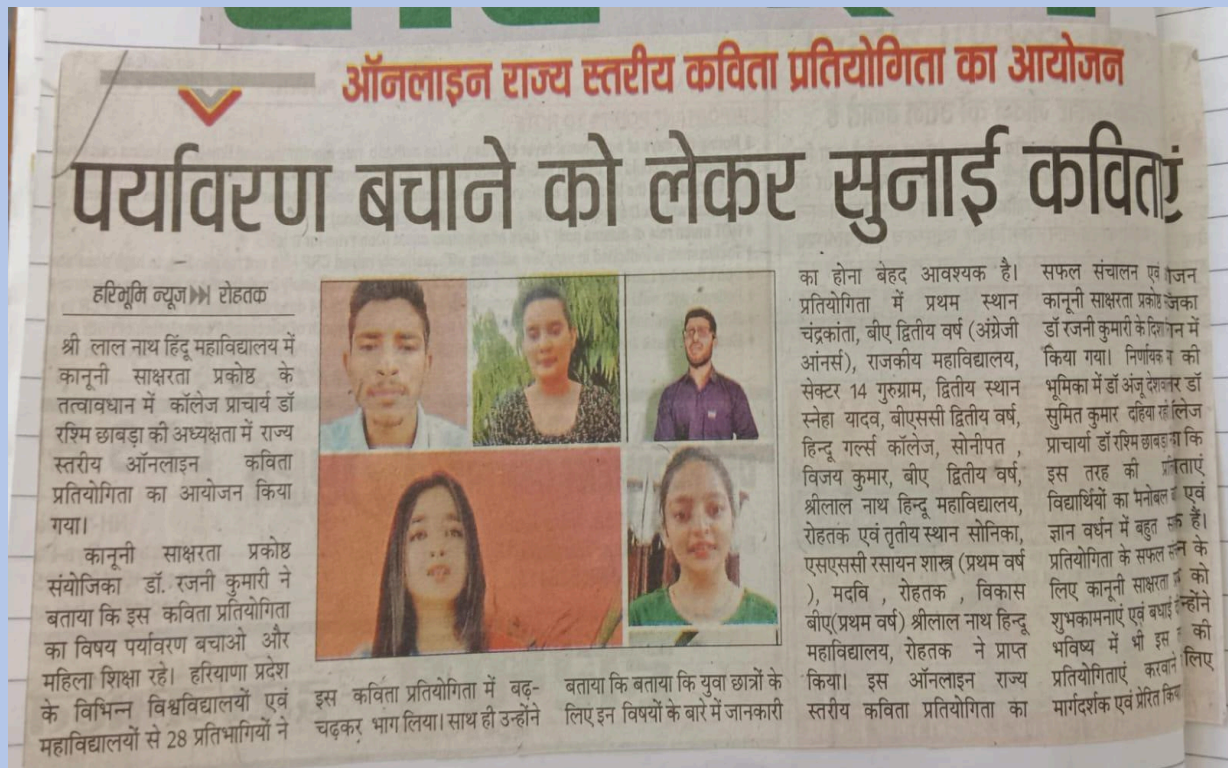 ऑनलाइन राज्य स्तरीय कविता प्रतियोगिता का आयोजन
पर्यावरण बचाने को लेकर सुनाई कविताएं
हरिभूमि न्यूज रोहतक
श्री लाल नाथ हिंदू महाविद्यालय में
कानूनी साक्षरता प्रकोष्ठ के
तत्वावधान में कॉलेज प्राचार्य डॉ
रश्मि छाबड़ा की अध्यक्षता में राज्य
स्तरीय ऑनलाइन कविता
प्रतियोगिता का आयोजन किया
गया।
कानूनी साक्षरता प्रकोष्ठ
संयोजिका डॉ. रजनी कुमारी ने
बताया कि इस कविता प्रतियोगिता
का विषय पर्यावरण बचाओ और
महिला शिक्षा रहे। हरियाणा प्रदेश
के विभिन्न विश्वविद्यालयों एवं
महाविद्यालयों से 28 प्रतिभागियों ने
इस कविता प्रतियोगिता में बढ़-
चढ़कर भाग लिया। साथ ही उन्होंने
बताया कि बताया कि युवा छात्रों के
लिए इन विषयों के बारे में जानकारी
का होना बेहद आवश्यक है।
प्रतियोगिता में प्रथम स्थान
चंद्रकांता, बीए द्वितीय वर्ष (अंग्रेजी
आंनर्स), राजकीय महाविद्यालय,
सेक्टर 14 गुरुग्राम, द्वितीय स्थान
स्नेहा यादव, बीएससी द्वितीय वर्ष,
हिन्दू गर्ल्स कॉलेज, सोनीपत ,
विजय कुमार, बीए द्वितीय वर्ष,
श्रीलाल नाथ हिन्दू महाविद्यालय,
रोहतक एवं तृतीय स्थान सोनिका,
एमएससी रसायन शास्त्र (प्रथम वर्ष
), मदवि , रोहतक , विकास
बीए(प्रथम वर्ष) श्रीलाल नाथ हिन्दू
महाविद्यालय, रोहतक ने प्राप्त
किया। इस ऑनलाइन राज्य
स्तरीय कविता प्रतियोगिता का
सफल संचालन एवं
कानूनी साक्षरता प्रकोष्ठ
डॉ रजनी कुमारी के में
किया गया। निर्णायक की
भूमिका में डॉ अंजू डॉ
सुमित कुमार दहिया
प्राचार्या डॉ रश्मि छाबड़ा कि
इस तरह की
विद्यार्थियों का मनोबल एवं
ज्ञान वर्धन में बहुत हैं।
प्रतियोगिता के सफल के
लिए कानूनी साक्षरता को
शुभकामनाएं एवं बधाई
भविष्य में भी इस की
प्रतियोगिताएं करवाने लिए
मार्गदर्शक एवं प्रेरित